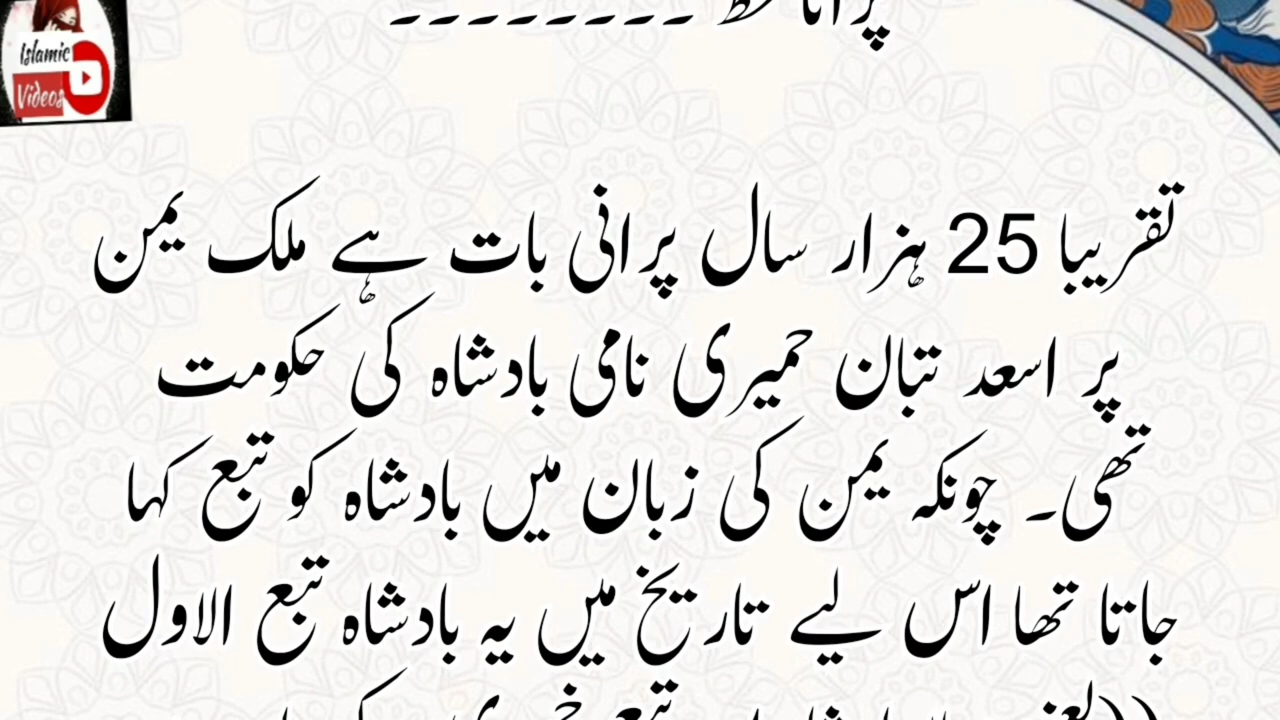 Islamic
Videos
تقریبا 25 ہزار سال پرانی بات ہے ملک یمن
پر اسعد تبان حمیری نامی بادشاہ کی حکومت
تھی۔ چونکہ یمن کی زبان میں بادشاہ کو تبع کہا
جاتا تھا اس لیے تاریخ میں یہ بادشاہ تبع الاول